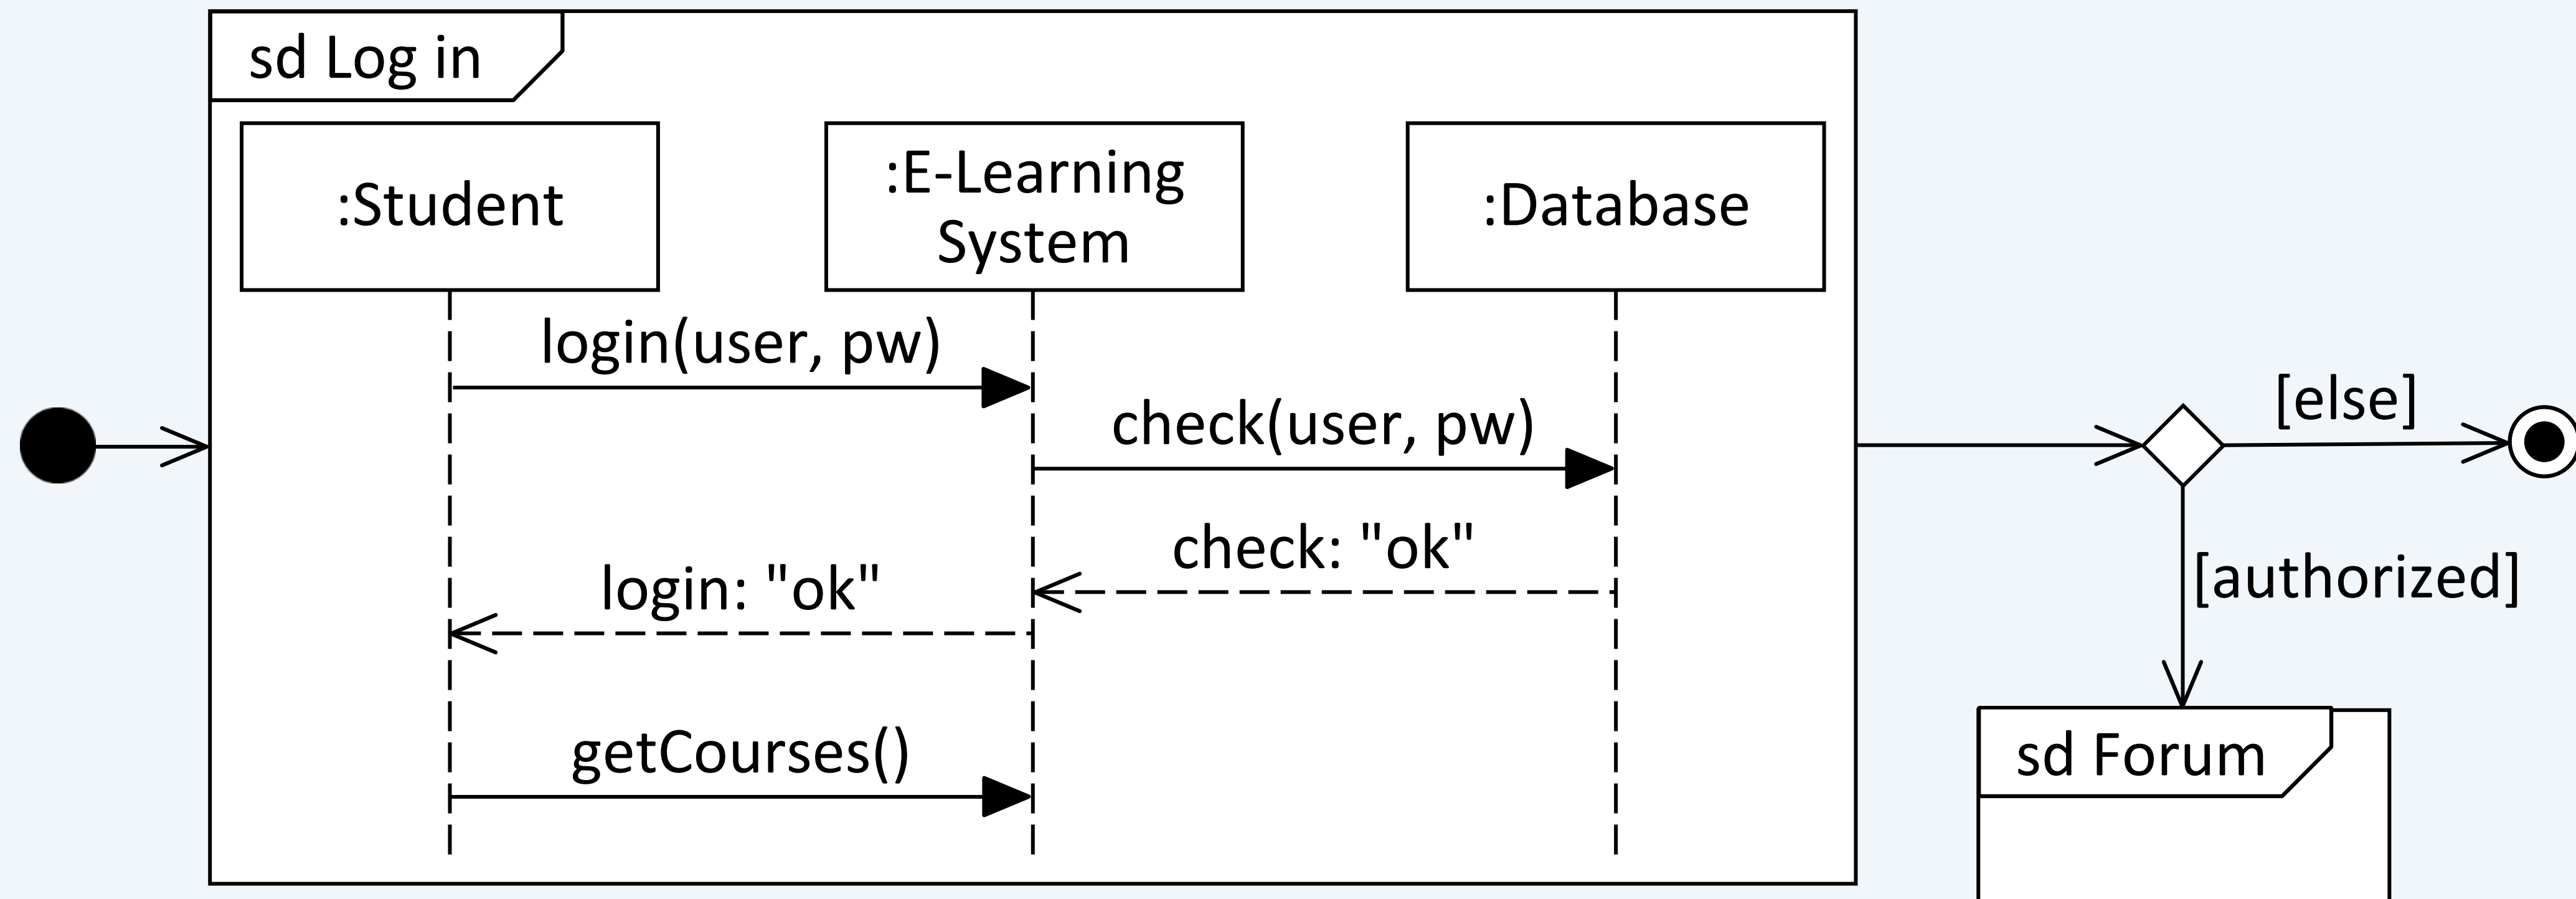 sd Log in
:Student
:E-Learning
System
:Database
login(user, pw)
check(user, pw)
check: "ok"
login: "ok"
getCourses()
[else]
[authorized]
sd Forum